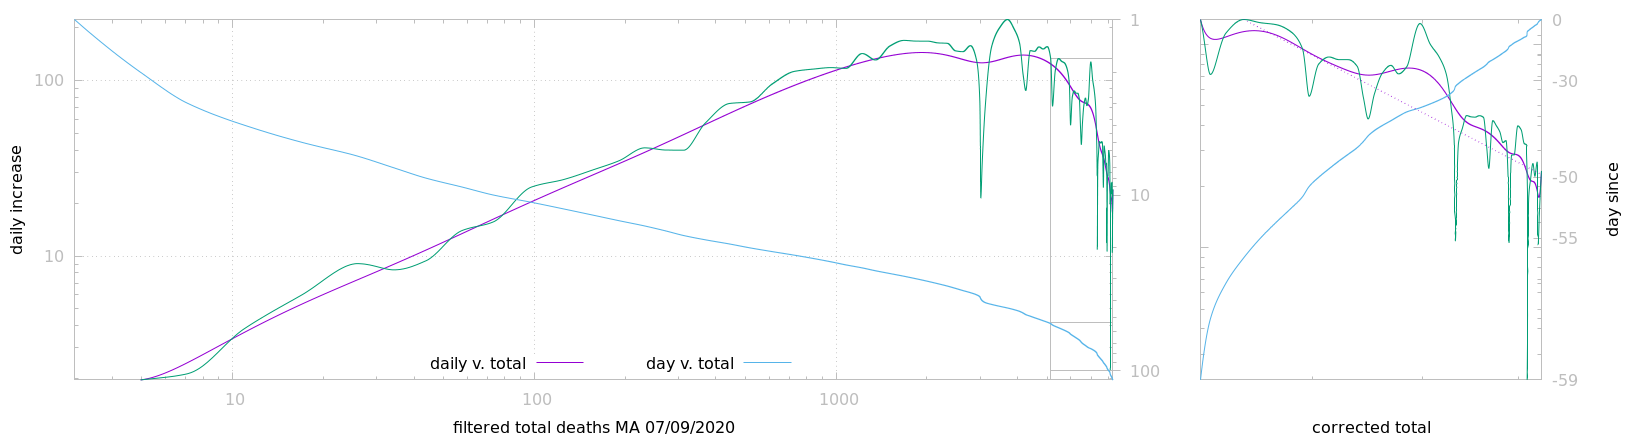 daily increase
100
10
10
100
1000
1
10
100
daily v. total
day v. total
filtered total deaths MA 07/09/2020
0
-30
-50
-55
-59
day since
corrected total